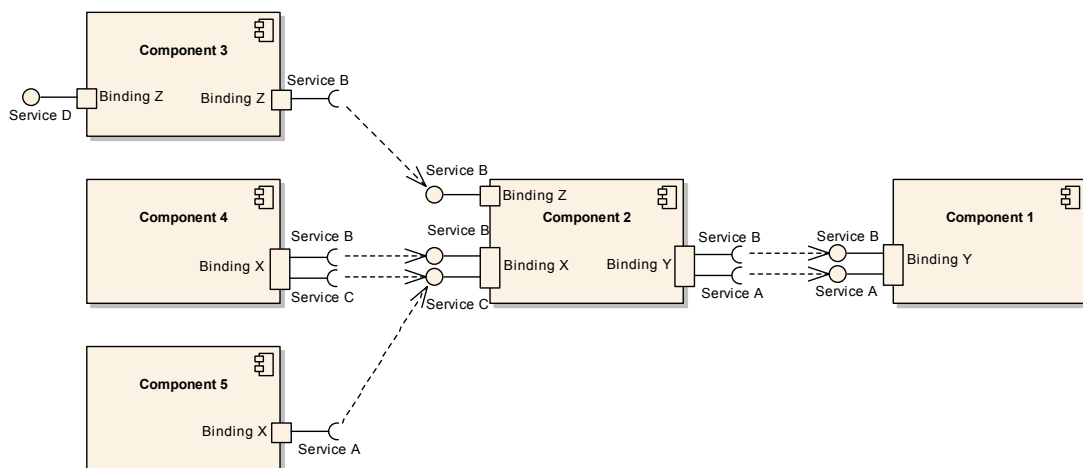 Component 3
Service B
Binding Z
Binding Z
Service D
Service B
Binding Z
Component 4
Component 2
Component 1
Service B
Service B
Service B
Service B
Binding X
Binding X
Binding Y
Binding Y
Service C
Service C
Service A
Service A
Component 5
Binding X
Service A